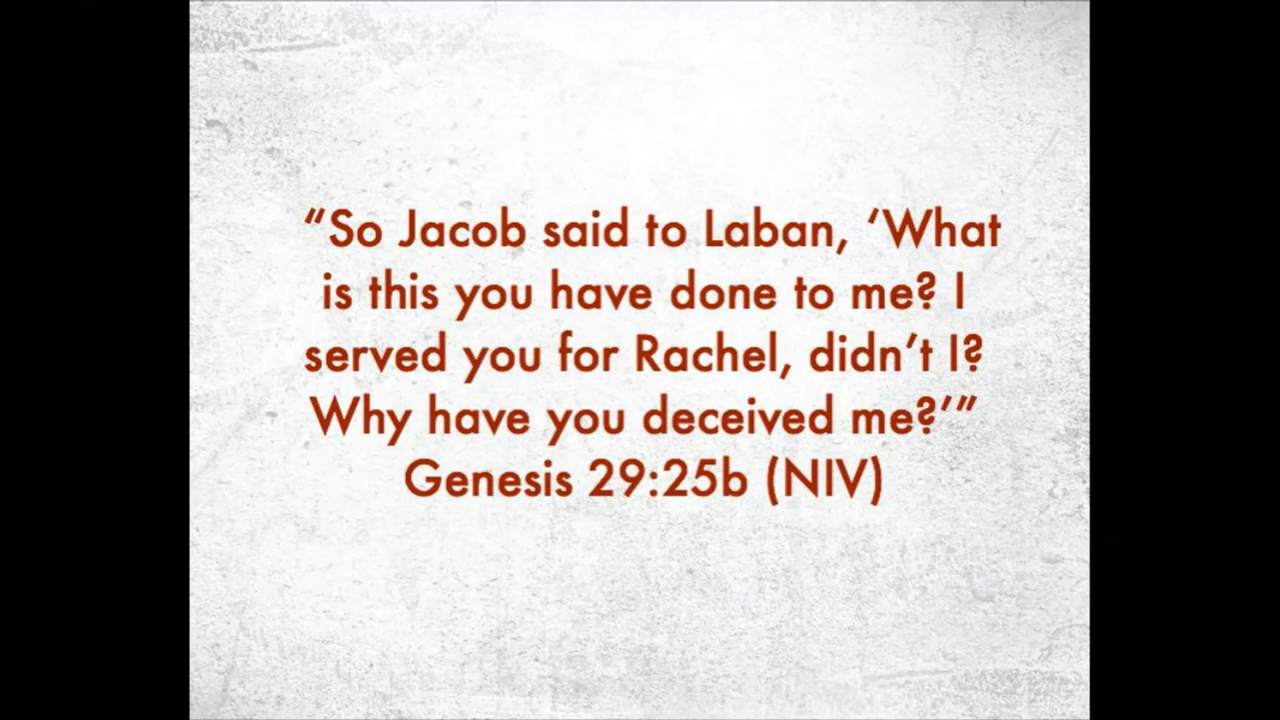 “So Jacob said to Laban, ‘What
is this you have done to me? I
served you for Rachel, didn’t I?
Why have you deceived me?’”
Genesis 29:25b (NIV)